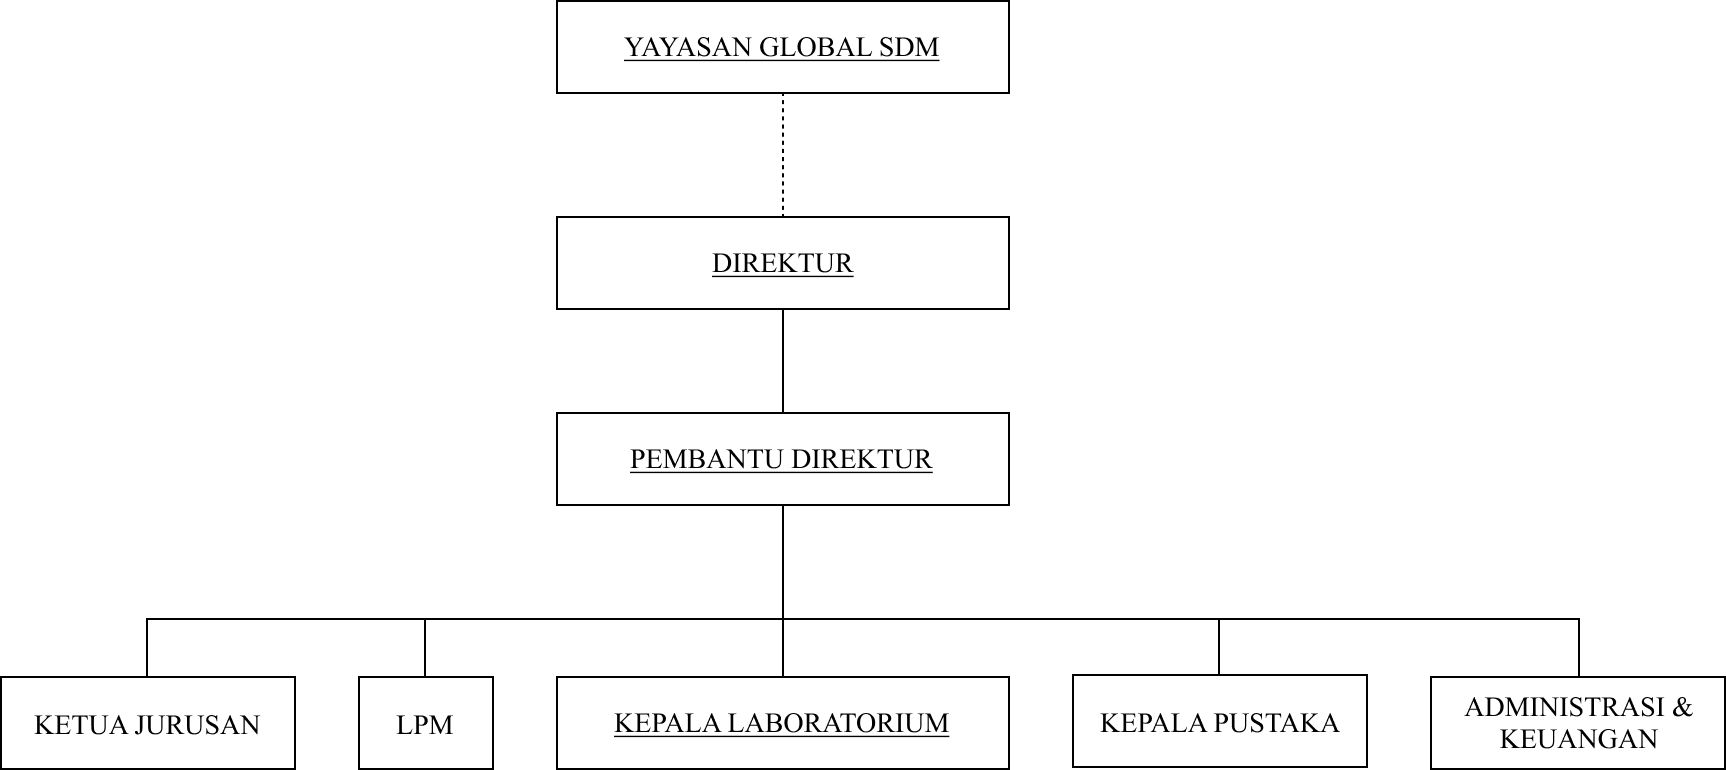 YAYASAN GLOBAL SDM
DIREKTUR
PEMBANTU DIREKTUR
KETUA JURUSAN
LPM
KEPALA LABORATORIUM
KEPALA PUSTAKA
ADMINISTRASI &
KEUANGAN